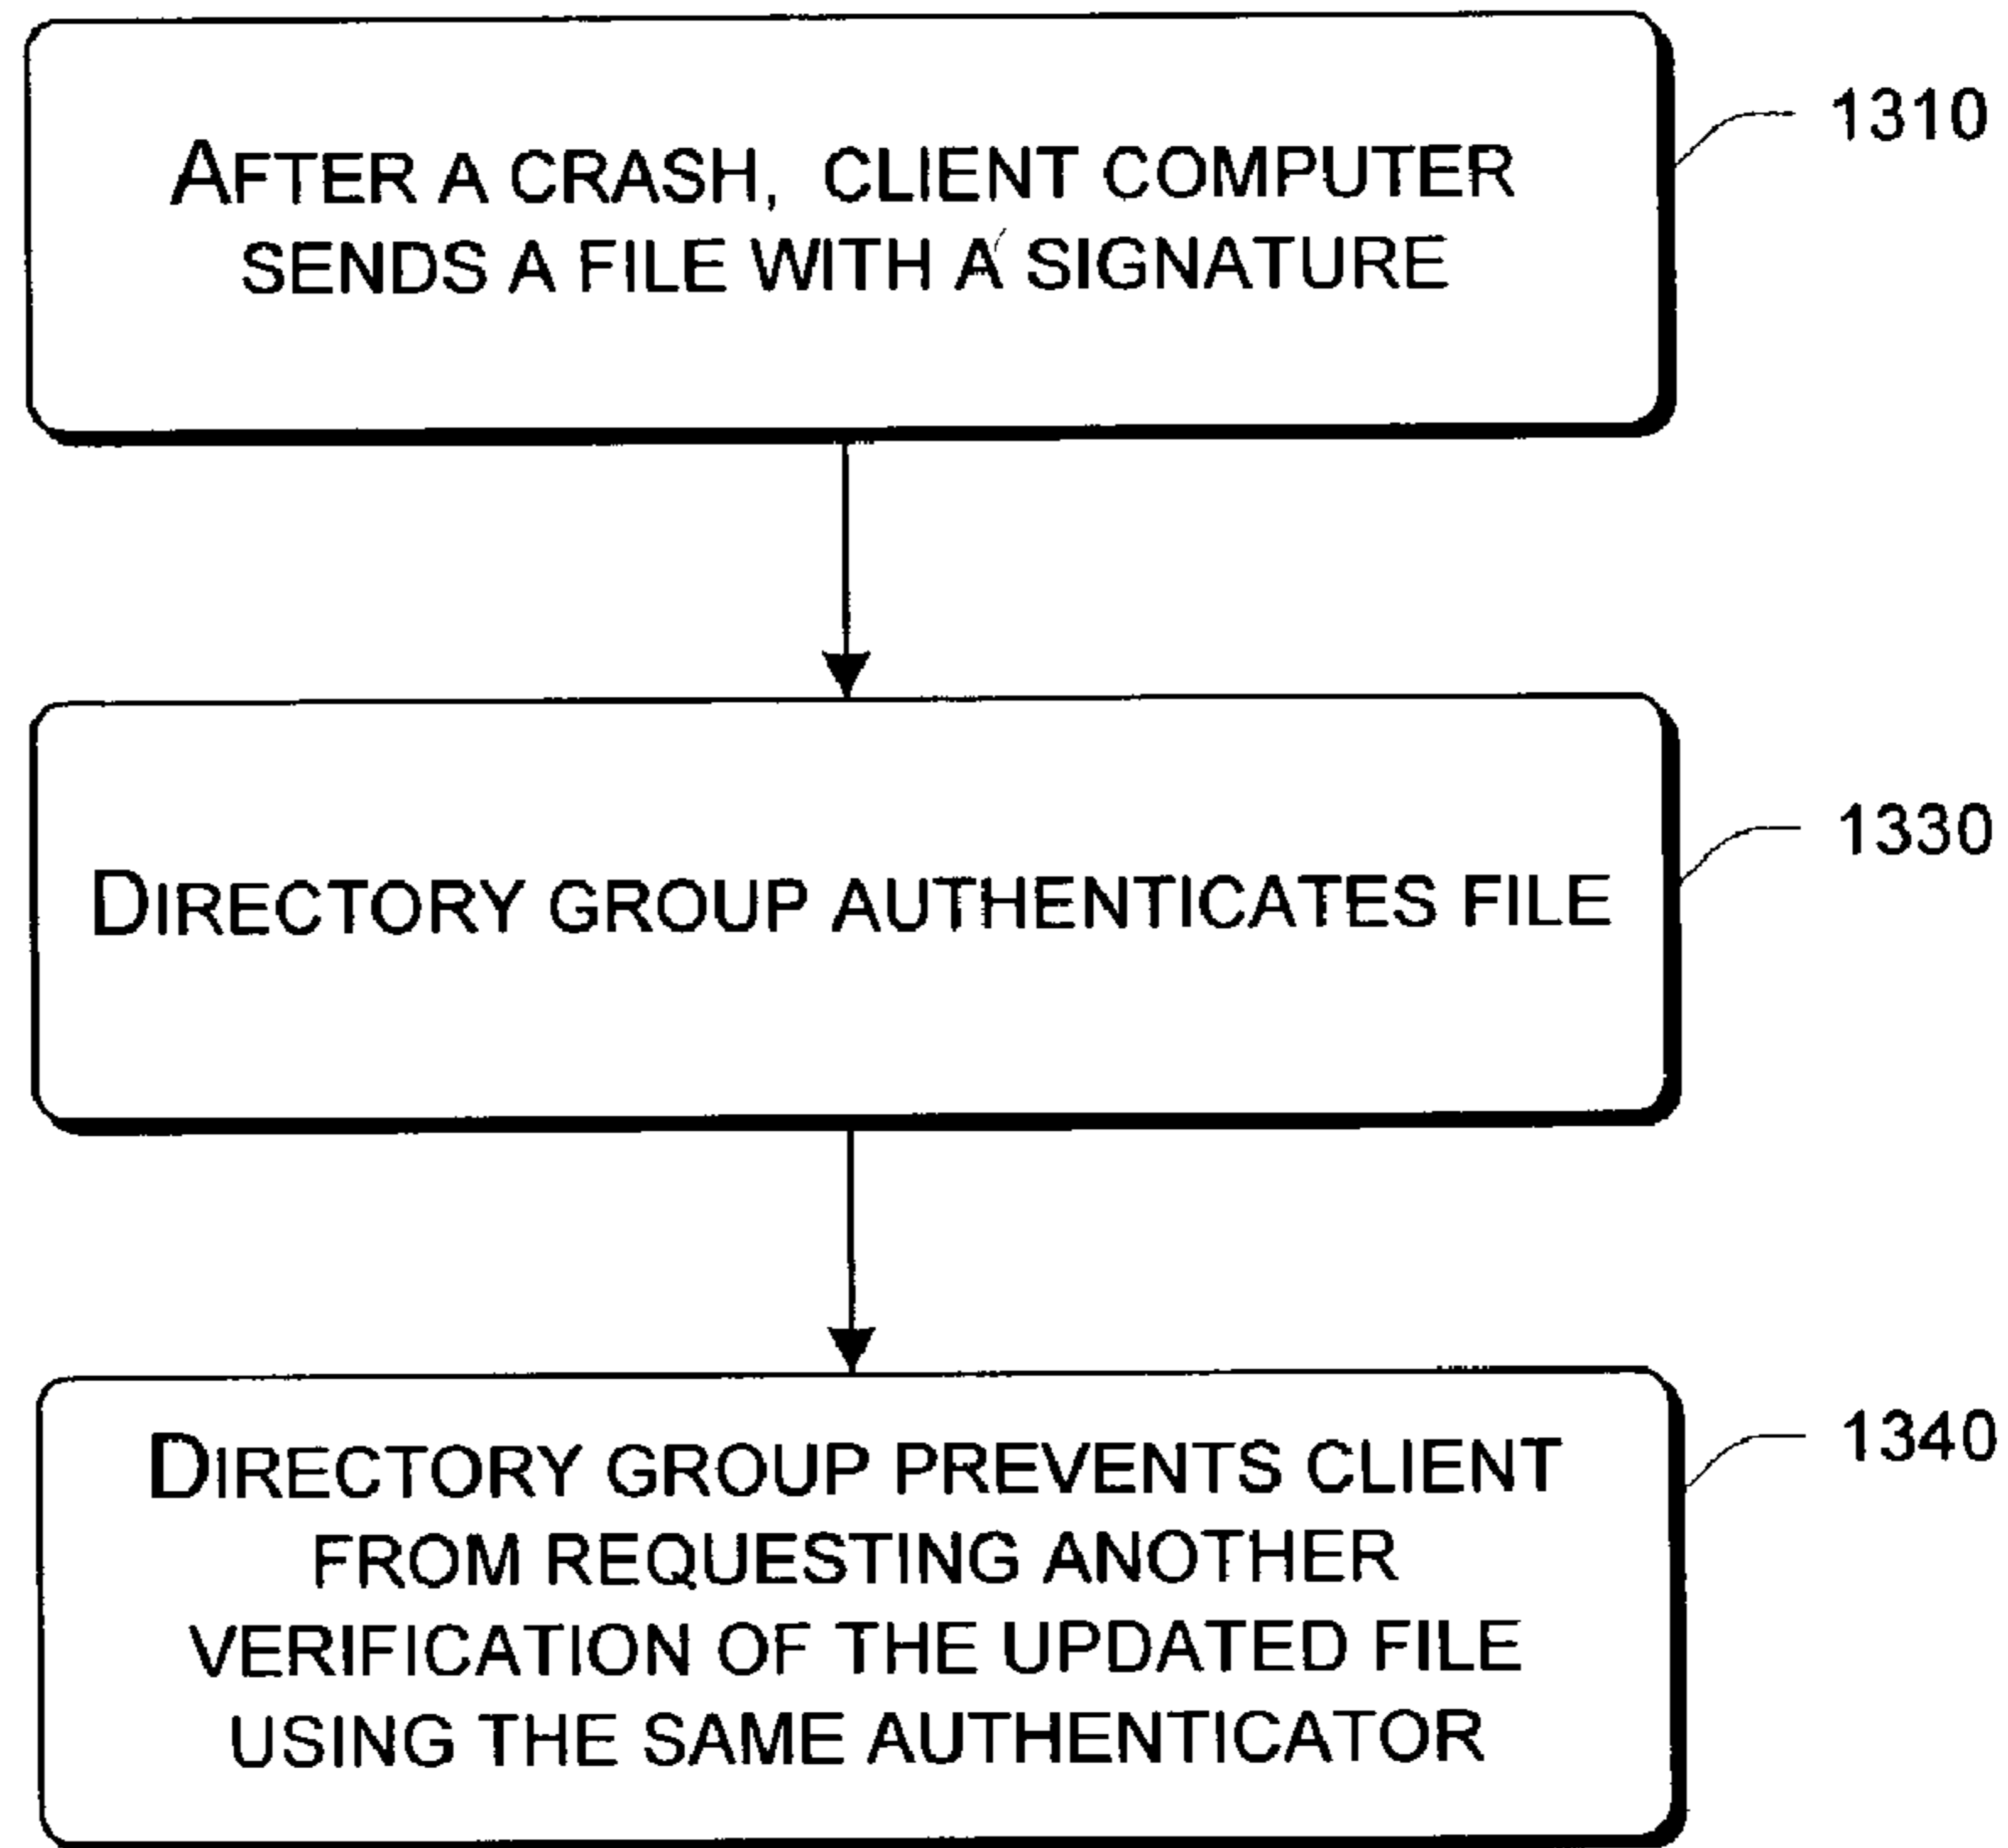 AFTER A CRASH, CLIENT COMPUTER
SENDS A FILE WITH A SIGNATURE
1310
DIRECTORY GROUP AUTHENTICATES FILE
1330
DIRECTORY GROUP PREVENTS CLIENT
FROM REQUESTING ANOTHER
VERIFICATION OF THE UPDATED FILE
USING THE SAME AUTHENTICATOR
1340